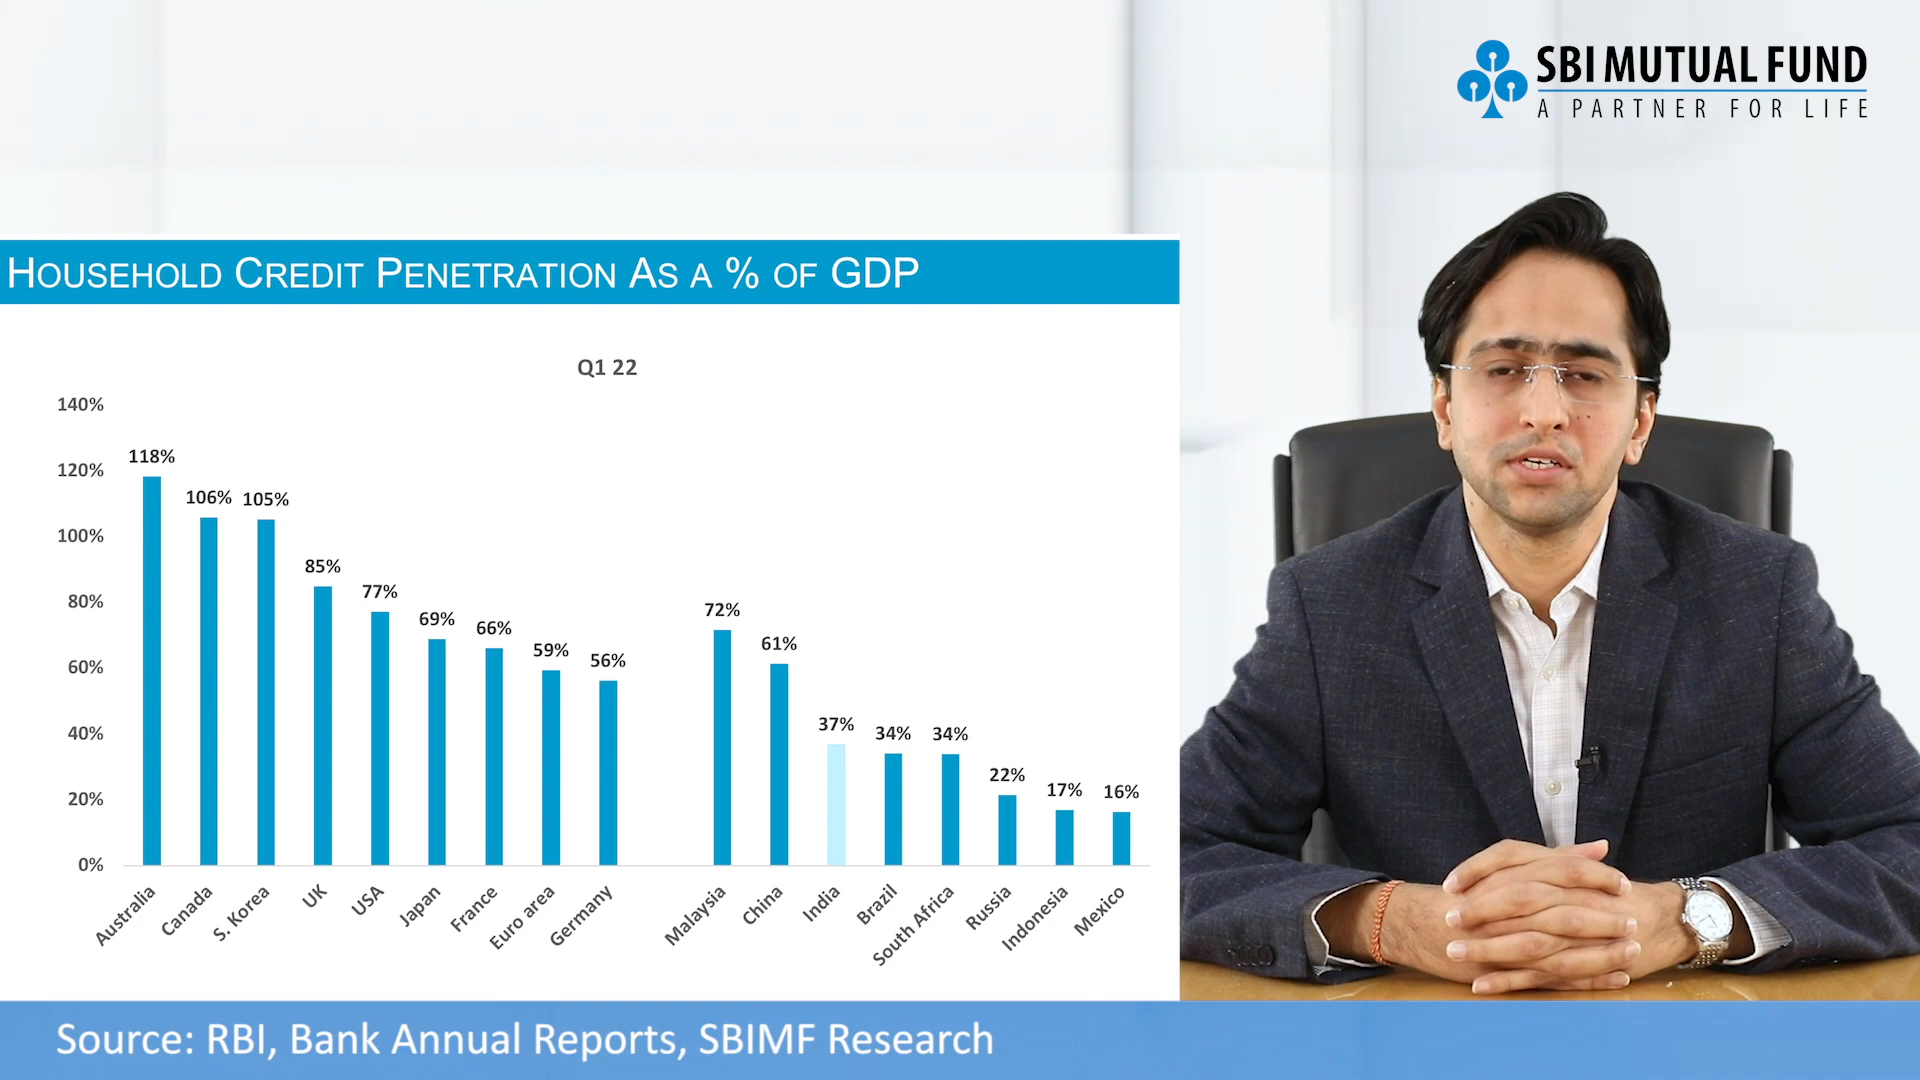 SBI MUTUAL FUND
A PARTNER FOR LIFE
HOUSEHOLD CREDIT PENETRATION AS A % OF GDP
Q1 22
140%
120%
100%
80%
60%
40%
20%
0%
118%
106%
105%
85%
77%
69%
66%
59%
56%
72%
61%
37%
34%
34%
22%
17%
16%
Australia
Canada
S. Korea
UK
USA
Japan
France
Euro area
Germany
Malaysia
China
India
Brazil
South Africa
Russia
Indonesia
Mexico
Source: RBI, Bank Annual Reports, SBIMF Research